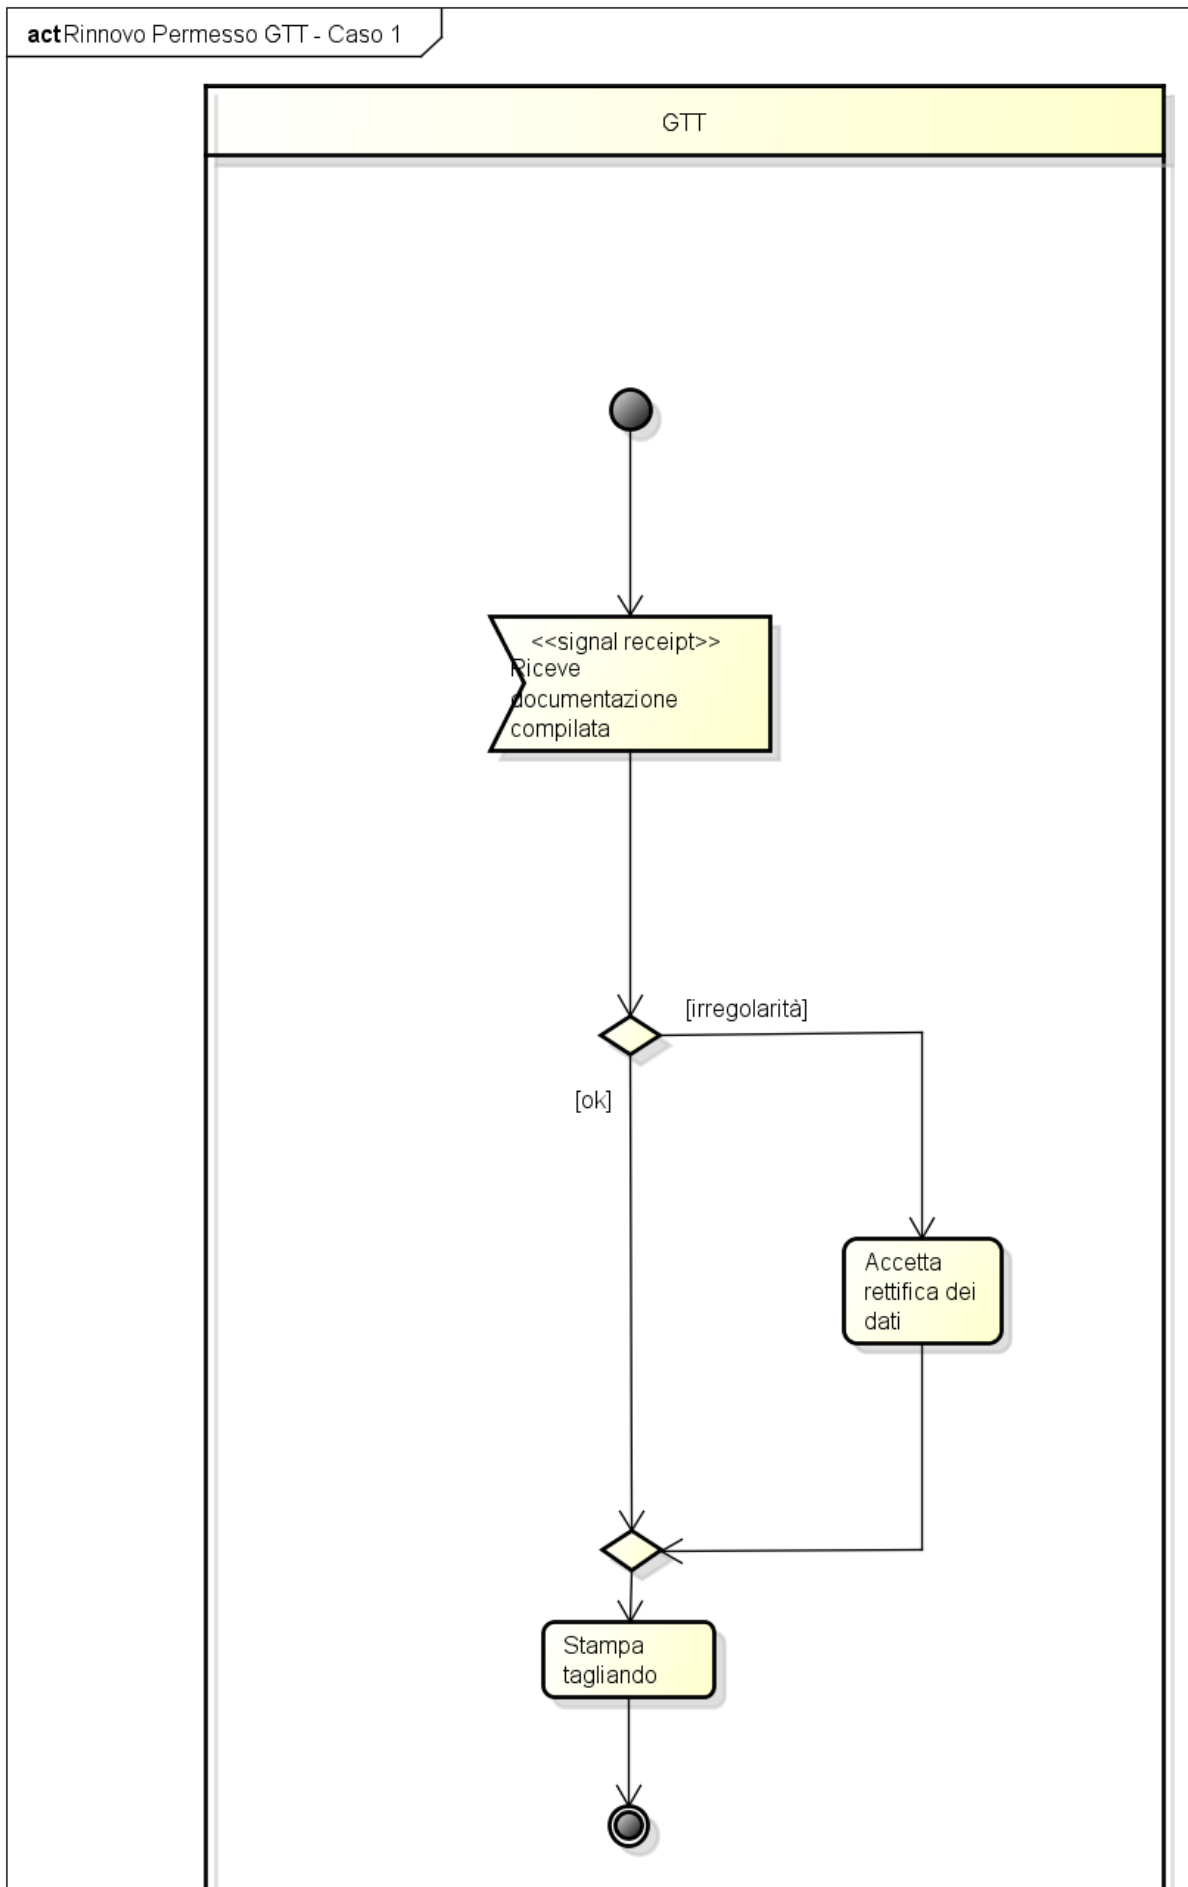 act Rinnovo Permesso GTT - Caso 1
GTT
<<signal receipt>>
Riceve
documentazione
compilata
[irregolarità]
[ok]
Accetta
rettifica dei
dati
Stampa
tagliando